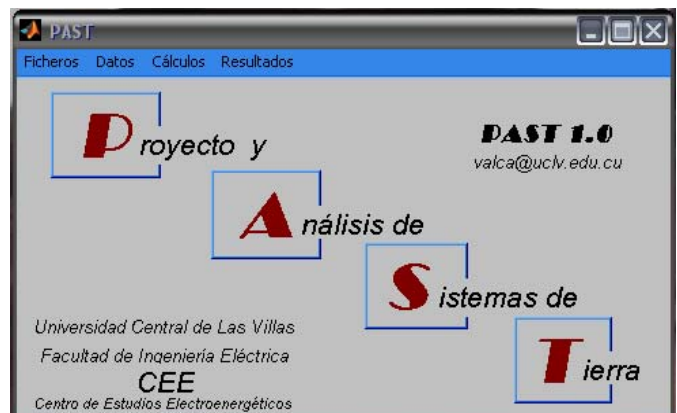 PAST
Ficheros Datos Cálculos Resultados
Proyecto y
PAST 1.0
valca@uclv.edu.cu
Análisis de
Sistemas de
Tierra
Universidad Central de Las Villas
Facultad de Ingeniería Eléctrica
CEE
Centro de Estudios Electroenergéticos